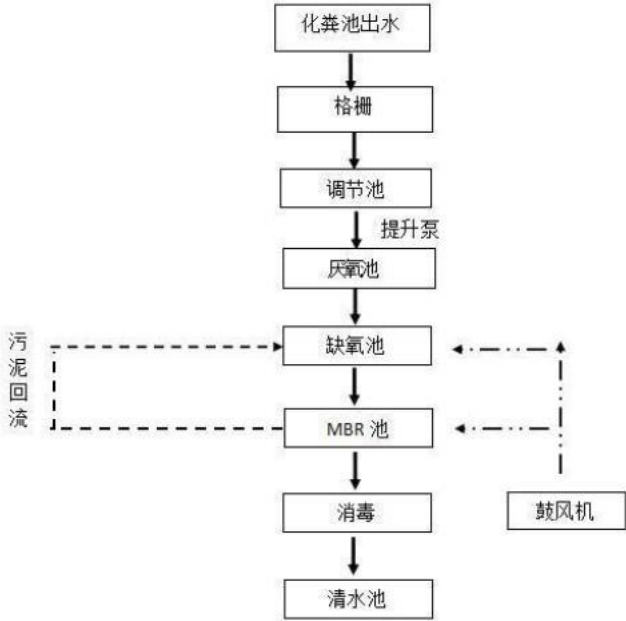 化粪池出水
格栅
调节池
提升泵
厌氧池
污泥回流
缺氧池
MBR 池
消毒
鼓风机
清水池